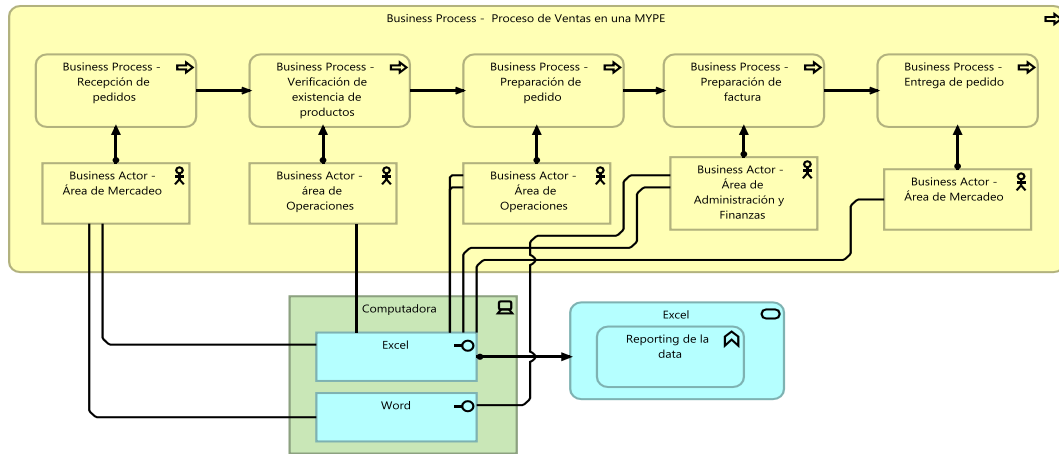 Business Process -  Proceso de Ventas en una MYPE
Business Process -
Recepción de
pedidos
Business Process -
Verificación de
existencia de
productos
Business Process -
Preparación de
pedido
Business Process -
Preparación de
factura
Business Process -
Entrega de pedido
Business Actor -
Área de Mercadeo
Business Actor -
área de
Operaciones
Business Actor -
Área de
Operaciones
Business Actor -
Área de
Administración y
Finanzas
Business Actor -
Área de Mercadeo
Computadora
Excel
Word
Excel
Reporting de la
data